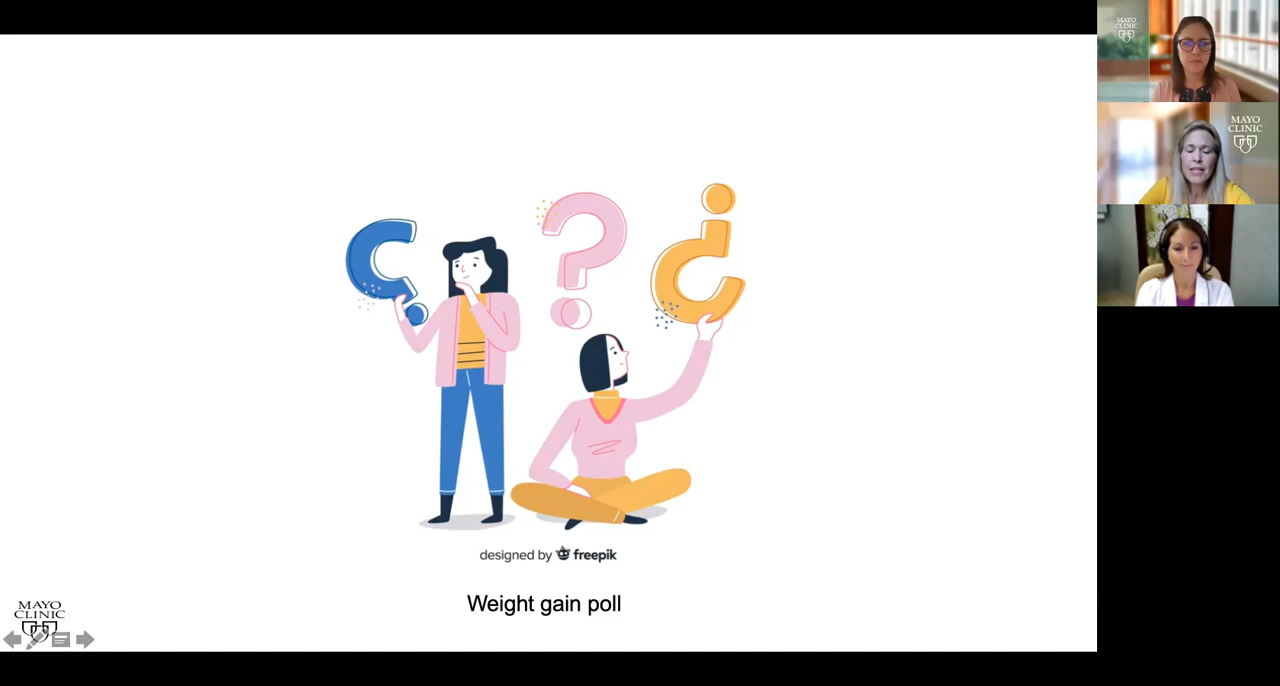 MAYO
CLINIC
MAYO
CLINIC
designed by freepik
Weight gain poll
MAYO
CLINIC